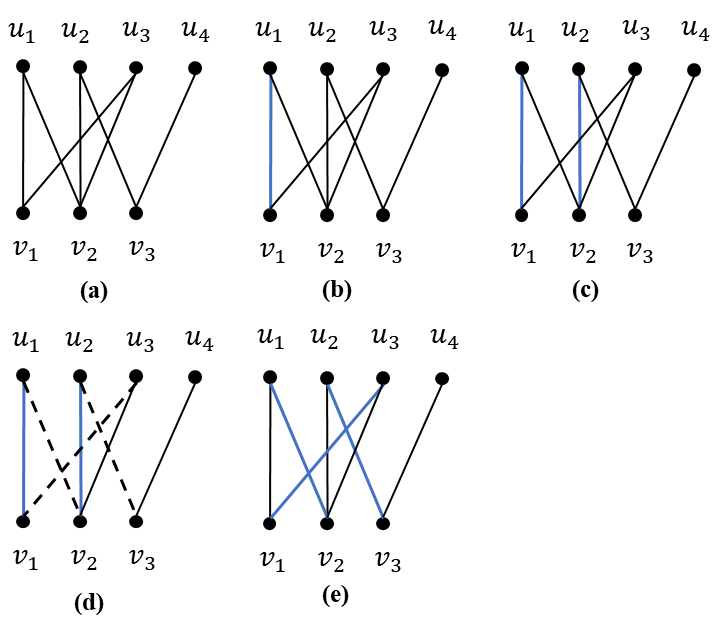 u₁ u₂ u₃ u₄ u₁ u₂ u₃ u₄ u₁ u₂ u₃ u₄
v₁ v₂ v₃ v₁ v₂ v₃ v₁ v₂ v₃
(a) (b) (c)
u₁ u₂ u₃ u₄ u₁ u₂ u₃ u₄
v₁ v₂ v₃ v₁ v₂ v₃
(d) (e)